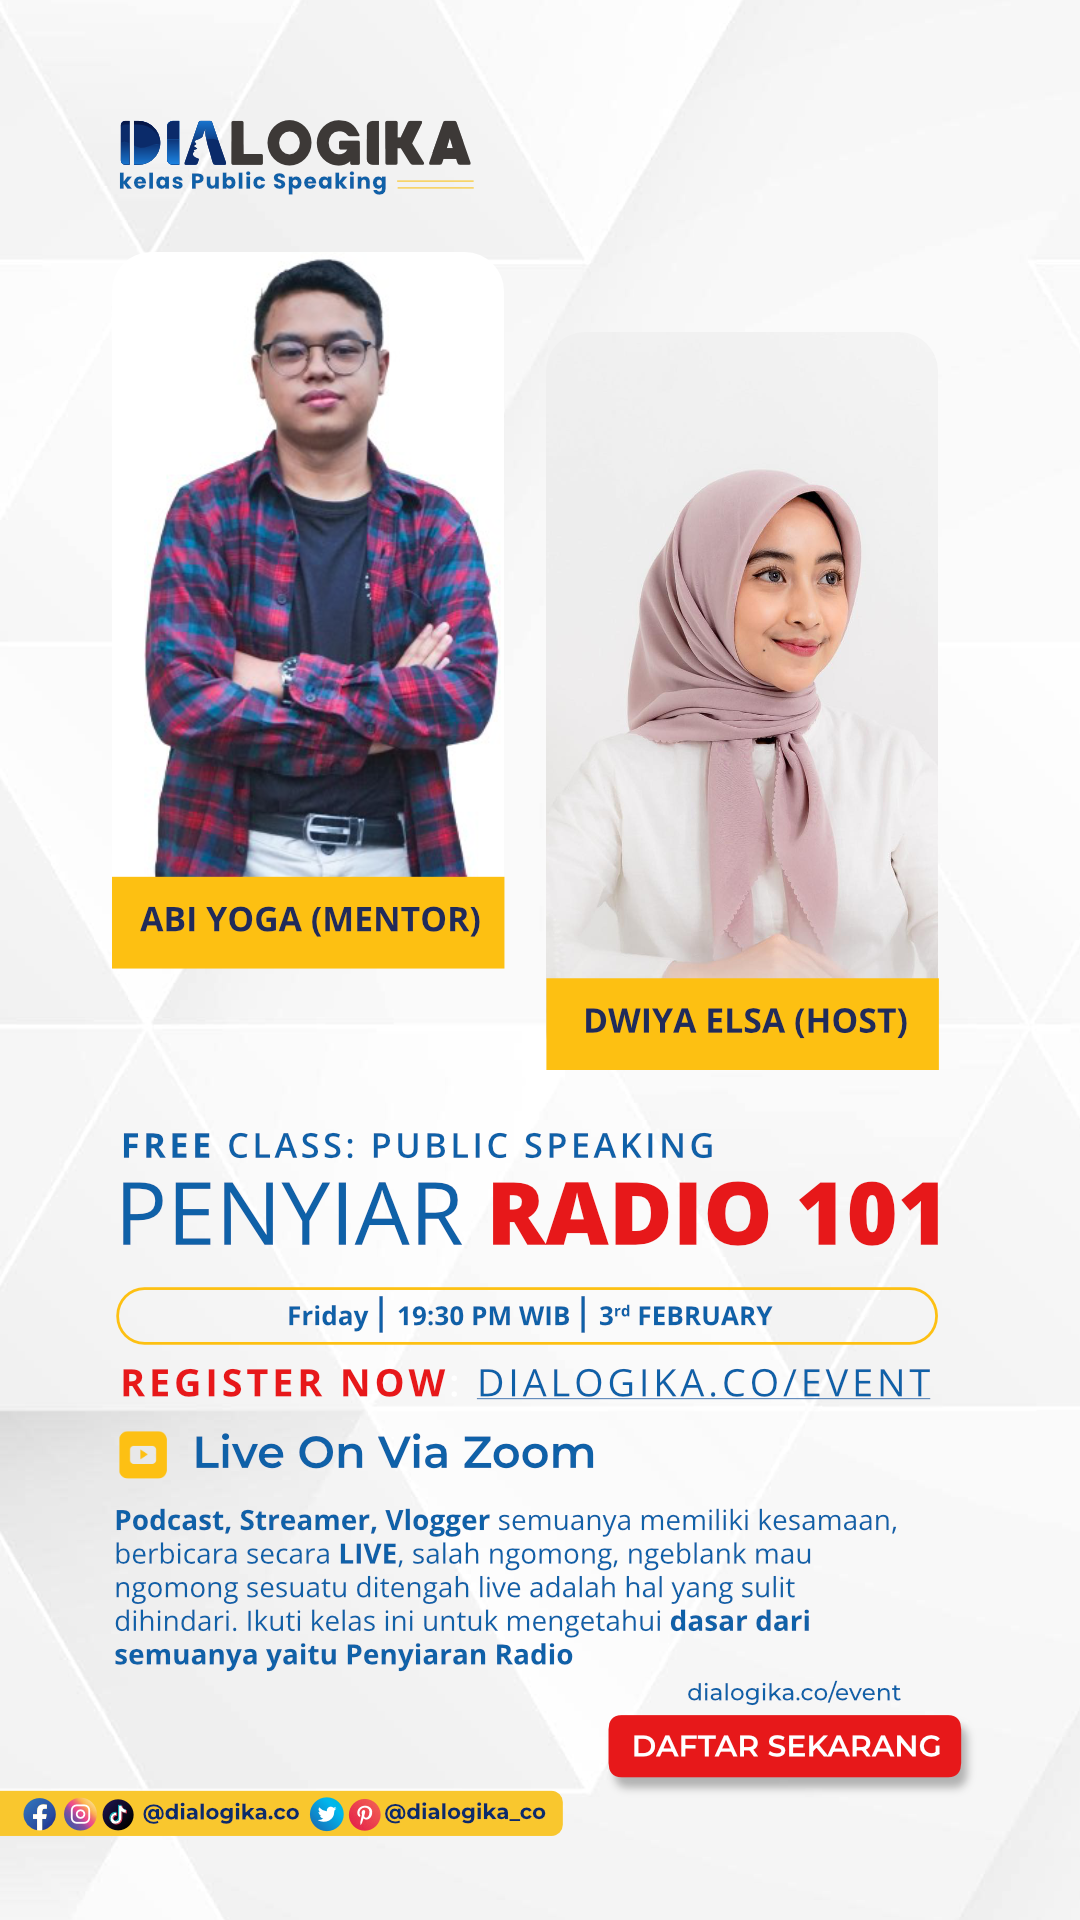 DIALOGIKA
kelas Public Speaking
ABI YOGA (MENTOR)
DWIYA ELSA (HOST)
FREE CLASS: PUBLIC SPEAKING
PENYIAR RADIO 101
Friday | 19:30 PM WIB | 3rd FEBRUARY
REGISTER NOW: DIALOGIKA.CO/EVENT
Live On Via Zoom
Podcast, Streamer, Vlogger semuanya memiliki kesamaan,
berbicara secara LIVE, salah ngomong, ngeblank mau
ngomong sesuatu ditengah live adalah hal yang sulit
dihindari. Ikuti kelas ini untuk mengetahui dasar dari
semuanya yaitu Penyiaran Radio
dialogika.co/event
DAFTAR SEKARANG
@dialogika.co @dialogika_co